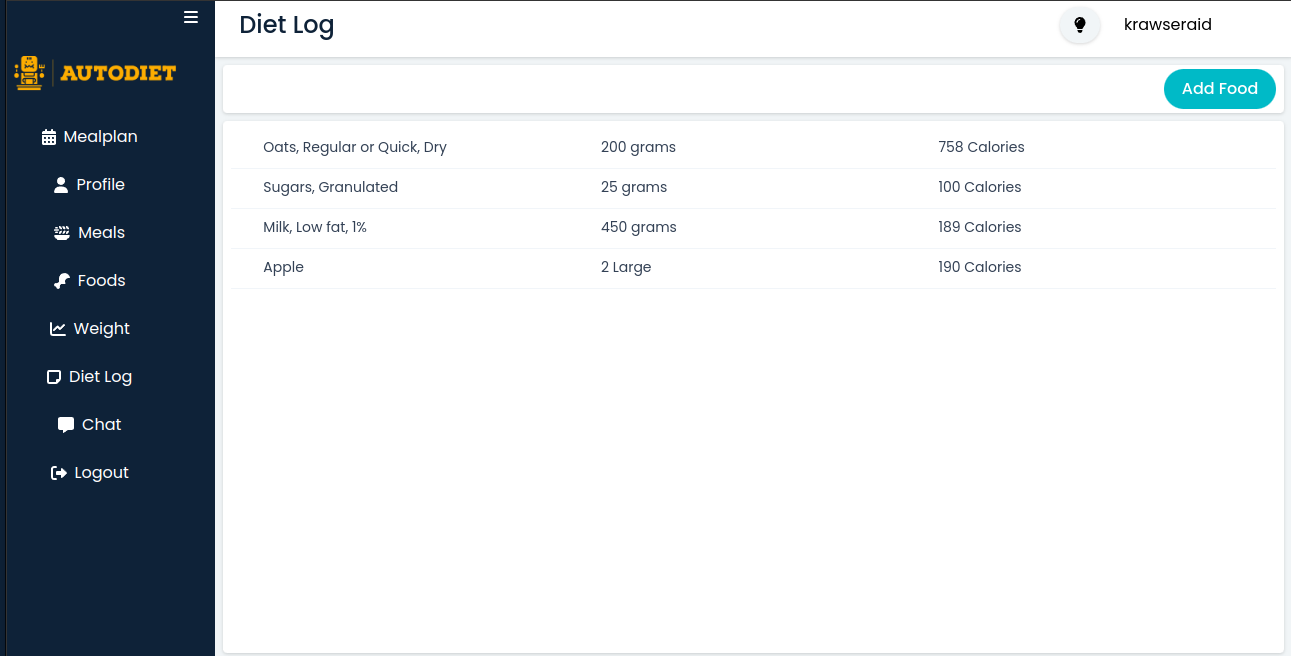 Diet Log
krawseraid
AUTODIET
Add Food
Mealplan
Profile
Meals
Foods
Weight
Diet Log
Chat
Logout
Oats, Regular or Quick, Dry 200 grams 758 Calories
Sugars, Granulated 25 grams 100 Calories
Milk, Low fat, 1% 450 grams 189 Calories
Apple 2 Large 190 Calories